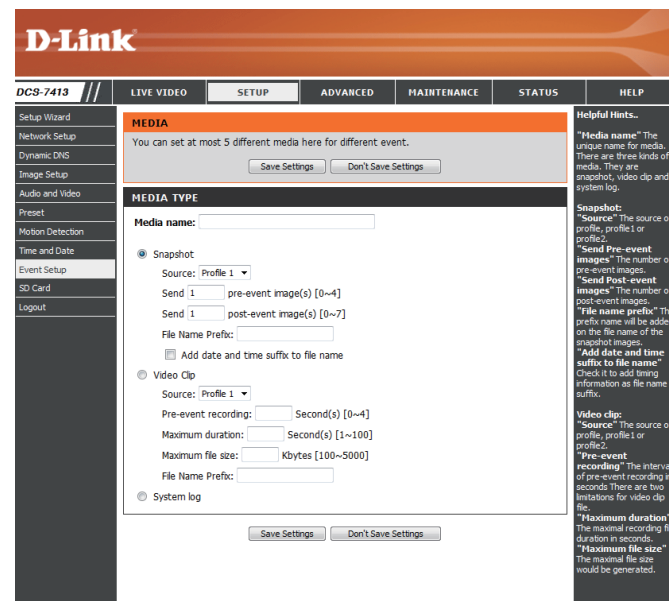 D-Link
DCS-7413 // LIVE VIDEO SETUP ADVANCED MAINTENANCE STATUS HELP
Setup Wizard
Network Setup
Dynamic DNS
Image Setup
Audio and Video
Preset
Motion Detection
Time and Date
Event Setup
SD Card
Logout
MEDIA
You can set at most 5 different media here for different event.
Save Settings Don't Save Settings
MEDIA TYPE
Media name:
Snapshot
Source: Profile 1
Send 1 pre-event image(s) [0~4]
Send 1 post-event image(s) [0~7]
File Name Prefix:
Add date and time suffix to file name
Video Clip
Source: Profile 1
Pre-event recording: Second(s) [0~4]
Maximum duration: Second(s) [1~100]
Maximum file size: Kbytes [100~5000]
File Name Prefix:
System log
Save Settings Don't Save Settings
Helpful Hints..
"Media name" The
unique name for media.
There are three kinds of
media. They are
snapshot, video clip and
system log.
Snapshot:
"Source" The source o
profile, profile1 or
profile2.
"Send Pre-event
images" The number o
pre-event images.
"Send Post-event
images" The number o
post-event images.
"File name prefix" Th
prefix name will be adde
on the file name of the
snapshot images.
"Add date and time
suffix to file name"
Check it to add timing
information as file name
suffix.
Video clip:
"Source" The source o
profile, profile1 or
profile2.
"Pre-event
recording" The interva
of pre-event recording i
seconds There are two
limitations for video clip
file.
"Maximum duration"
The maximal recording fi
duration in seconds.
"Maximum file size"
The maximal file size
would be generated.